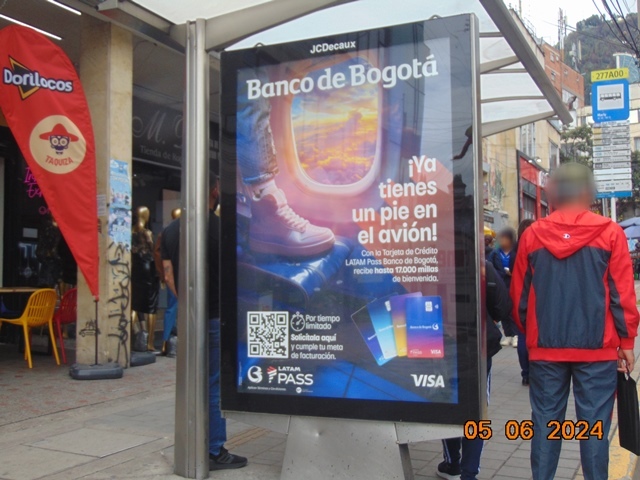 JCDecaux
Banco de Bogotá
¡Ya
tienes
un pie en
el avión!
Con la Tarjeta de Crédito
LATAM Pass Banco de Bogotá,
recibe hasta 17.000 millas
de bienvenida.
Por tiempo
limitado
Solicítala aquí
y cumple tu meta
de facturación.
LATAM
PASS
VISA
Doritlocos
TAQUIZA
277A00
05 06 2024